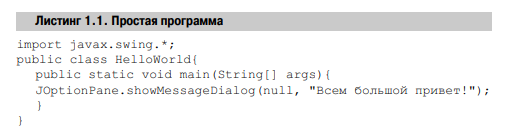 Листинг 1.1. Простая программа
import javax.swing.*;
public class HelloWorld{
public static void main(String[] args){
JOptionPane.showMessageDialog(null, "Всем большой привет!");
}
}